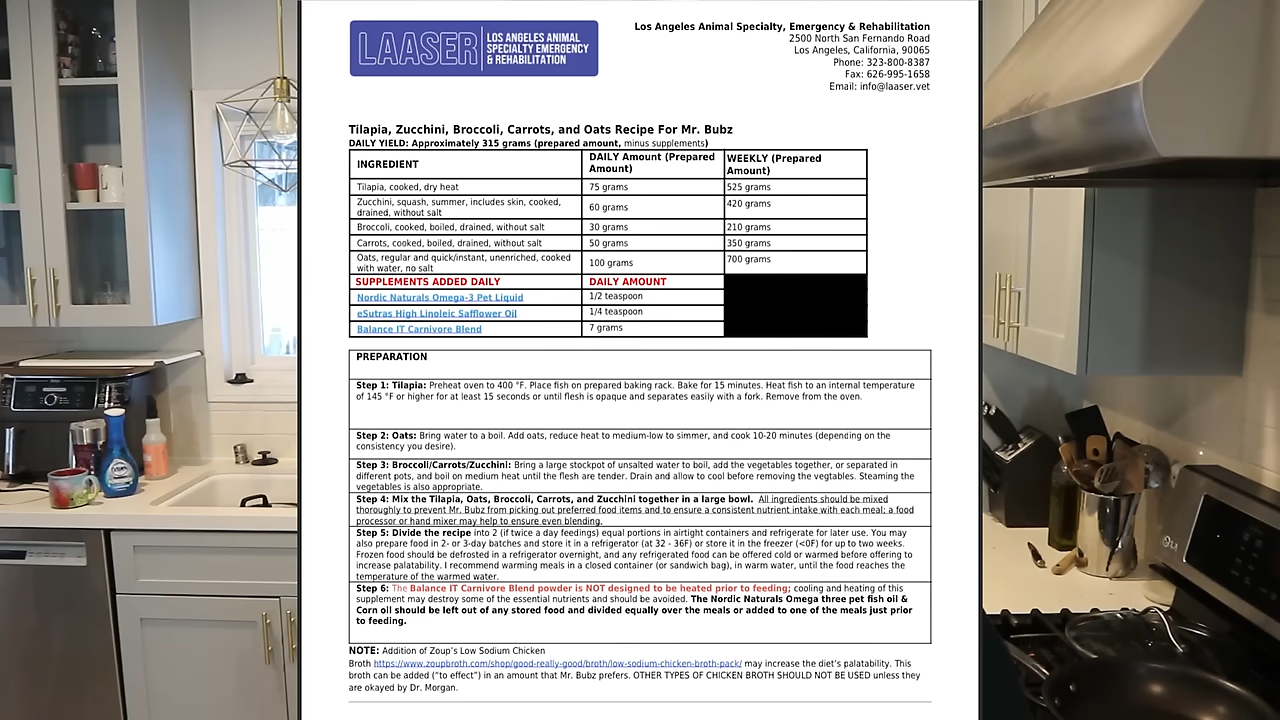 LAASER
LOS ANGELES ANIMAL
SPECIALTY EMERGENCY
& REHABILITATION
Los Angeles Animal Specialty, Emergency & Rehabilitation
2500 North San Fernando Road
Los Angeles, California, 90065
Phone: 323-800-8387
Fax: 626-995-1658
Email: info@laaser.vet
Tilapia, Zucchini, Broccoli, Carrots, and Oats Recipe For Mr. Bubz
DAILY YIELD: Approximately 315 grams (prepared amount, minus supplements)
INGREDIENT
DAILY Amount (Prepared
Amount)
WEEKLY (Prepared
Amount)
Tilapia, cooked, dry heat
75 grams
525 grams
Zucchini, squash, summer, includes skin, cooked,
drained, without salt
60 grams
420 grams
Broccoli, cooked, boiled, drained, without salt
30 grams
210 grams
Carrots, cooked, boiled, drained, without salt
50 grams
350 grams
Oats, regular and quick/instant, unenriched, cooked
with water, no salt
100 grams
700 grams
SUPPLEMENTS ADDED DAILY
DAILY AMOUNT
Nordic Naturals Omega-3 Pet Liquid
1/2 teaspoon
eSutras High Linoleic Safflower Oil
1/4 teaspoon
Balance IT Carnivore Blend
7 grams
PREPARATION
Step 1: Tilapia: Preheat oven to 400 °F. Place fish on prepared baking rack. Bake for 15 minutes. Heat fish to an internal temperature
of 145 °F or higher for at least 15 seconds or until flesh is opaque and separates easily with a fork. Remove from the oven.
Step 2: Oats: Bring water to a boil. Add oats, reduce heat to medium-low to simmer, and cook 10-20 minutes (depending on the
consistency you desire).
Step 3: Broccoli/Carrots/Zucchini: Bring a large stockpot of unsalted water to boil, add the vegetables together, or separated in
different pots, and boil on medium heat until the flesh are tender. Drain and allow to cool before removing the vegetables. Steaming the
vegetables is also appropriate.
Step 4: Mix the Tilapia, Oats, Broccoli, Carrots, and Zucchini together in a large bowl. All ingredients should be mixed
thoroughly to prevent Mr. Bubz from picking out preferred food items and to ensure a consistent nutrient intake with each meal; a food
processor or hand mixer may help to ensure even blending.
Step 5: Divide the recipe into 2 (if twice a day feedings) equal portions in airtight containers and refrigerate for later use. You may
also prepare food in 2- or 3-day batches and store it in a refrigerator (at 32 - 36F) or store it in the freezer (<0F) for up to two weeks.
Frozen food should be defrosted in a refrigerator overnight, and any refrigerated food can be offered cold or warmed before offering to
increase palatability. I recommend warming meals in a closed container (or sandwich bag), in warm water, until the food reaches the
temperature of the warmed water.
Step 6: The Balance IT Carnivore Blend powder is NOT designed to be heated prior to feeding; cooling and heating of this
supplement may destroy some of the essential nutrients and should be avoided. The Nordic Naturals Omega three pet fish oil &
Corn oil should be left out of any stored food and divided equally over the meals or added to one of the meals just prior
to feeding.
NOTE: Addition of Zoup’s Low Sodium Chicken
Broth https://www.zoupbroth.com/shop/good-really-good/broth/low-sodium-chicken-broth-pack/ may increase the diet’s palatability. This
broth can be added (“to effect”) in an amount that Mr. Bubz prefers. OTHER TYPES OF CHICKEN BROTH SHOULD NOT BE USED unless they
are okayed by Dr. Morgan.